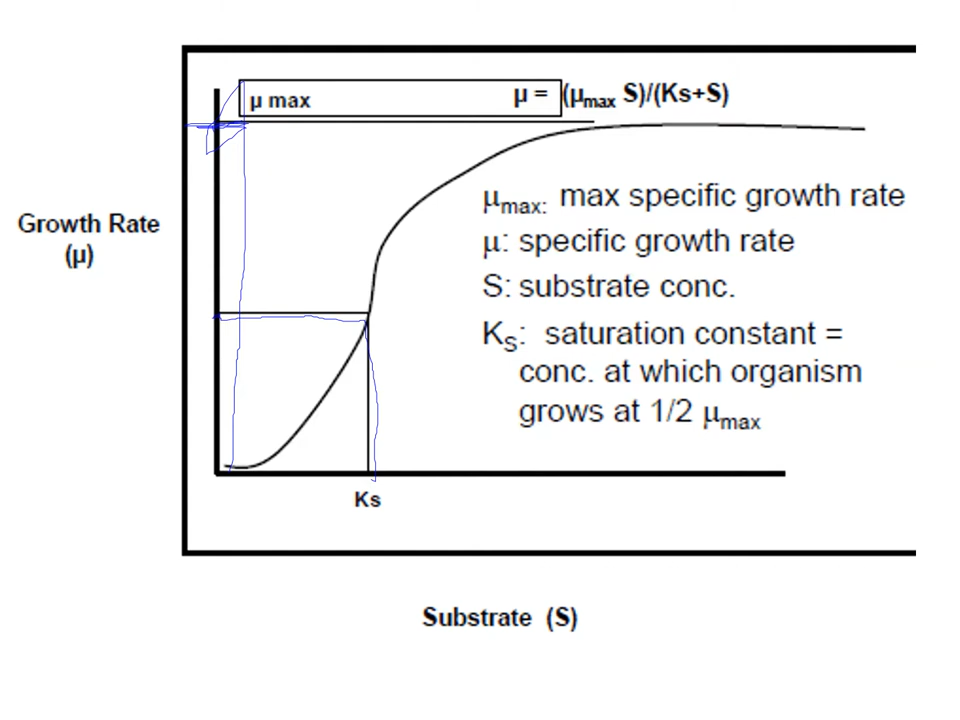 μ max
μ = (μmax S)/(Ks+S)
Growth Rate
(μ)
μmax: max specific growth rate
μ: specific growth rate
S: substrate conc.
KS: saturation constant =
conc. at which organism
grows at 1/2 μmax
Ks
Substrate (S)